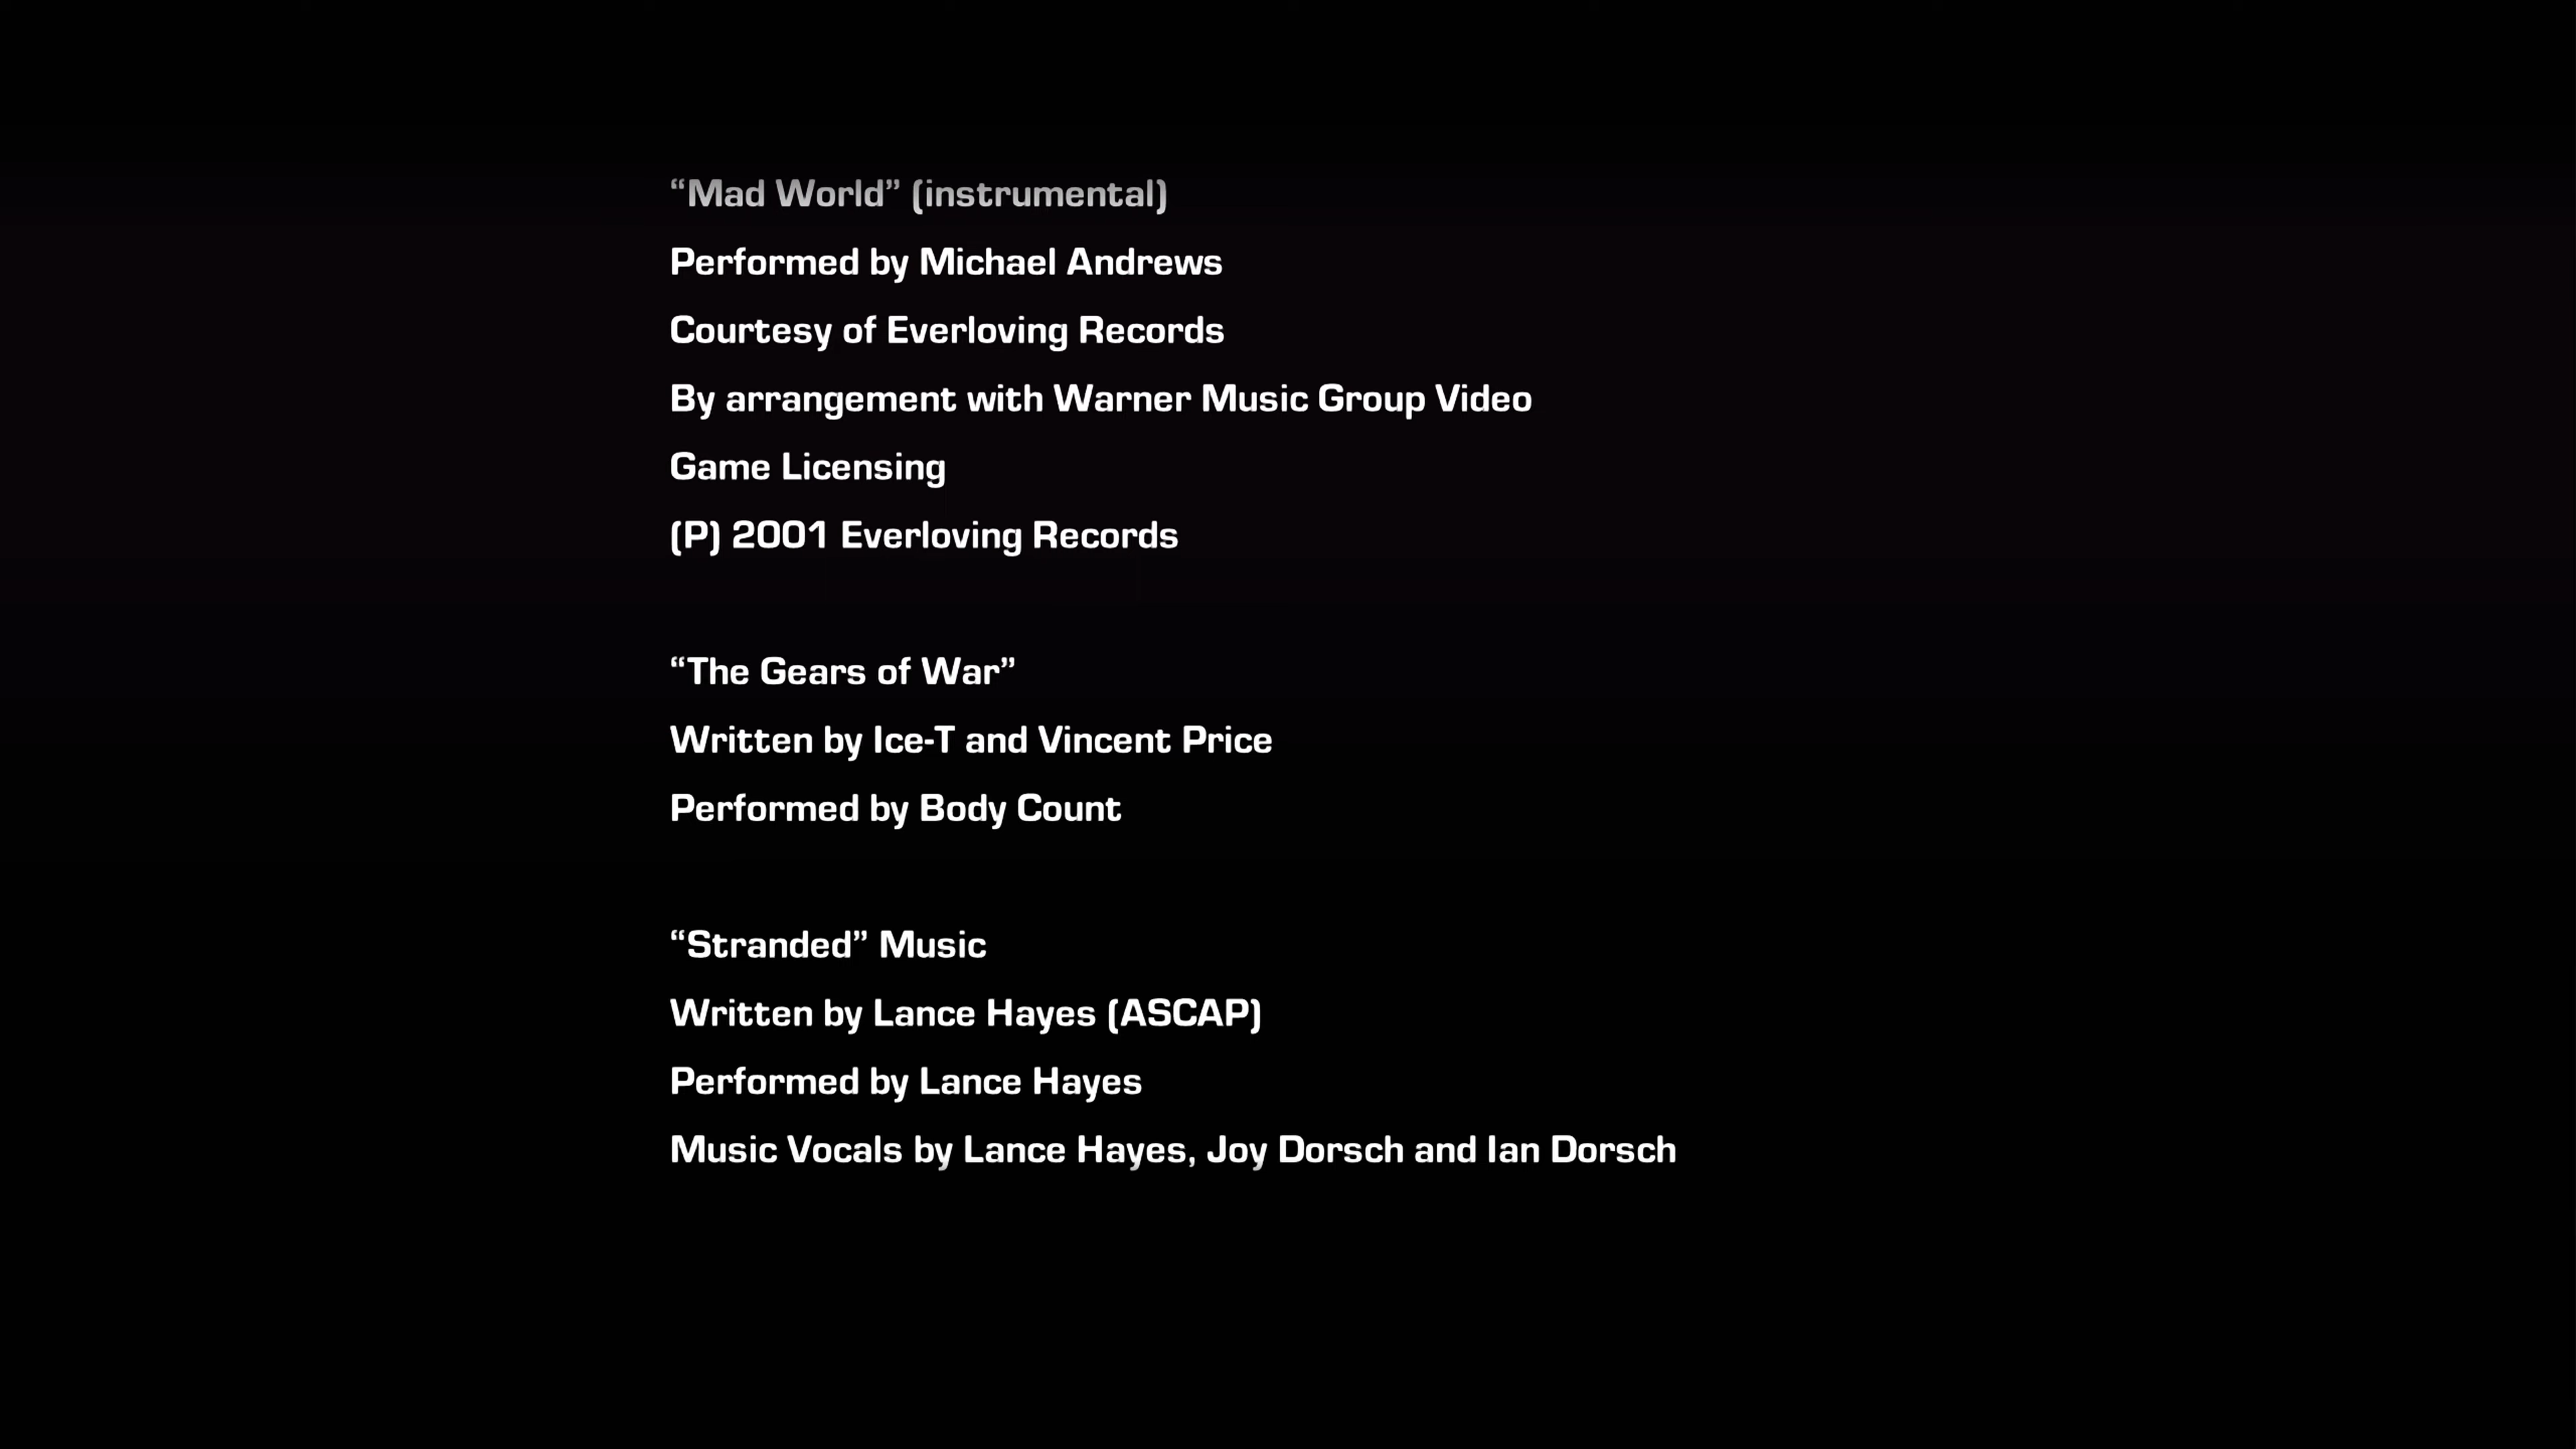 “Mad World” (instrumental)
Performed by Michael Andrews
Courtesy of Everloving Records
By arrangement with Warner Music Group Video
Game Licensing
(P) 2001 Everloving Records
“The Gears of War”
Written by Ice-T and Vincent Price
Performed by Body Count
“Stranded” Music
Written by Lance Hayes (ASCAP)
Performed by Lance Hayes
Music Vocals by Lance Hayes, Joy Dorsch and Ian Dorsch